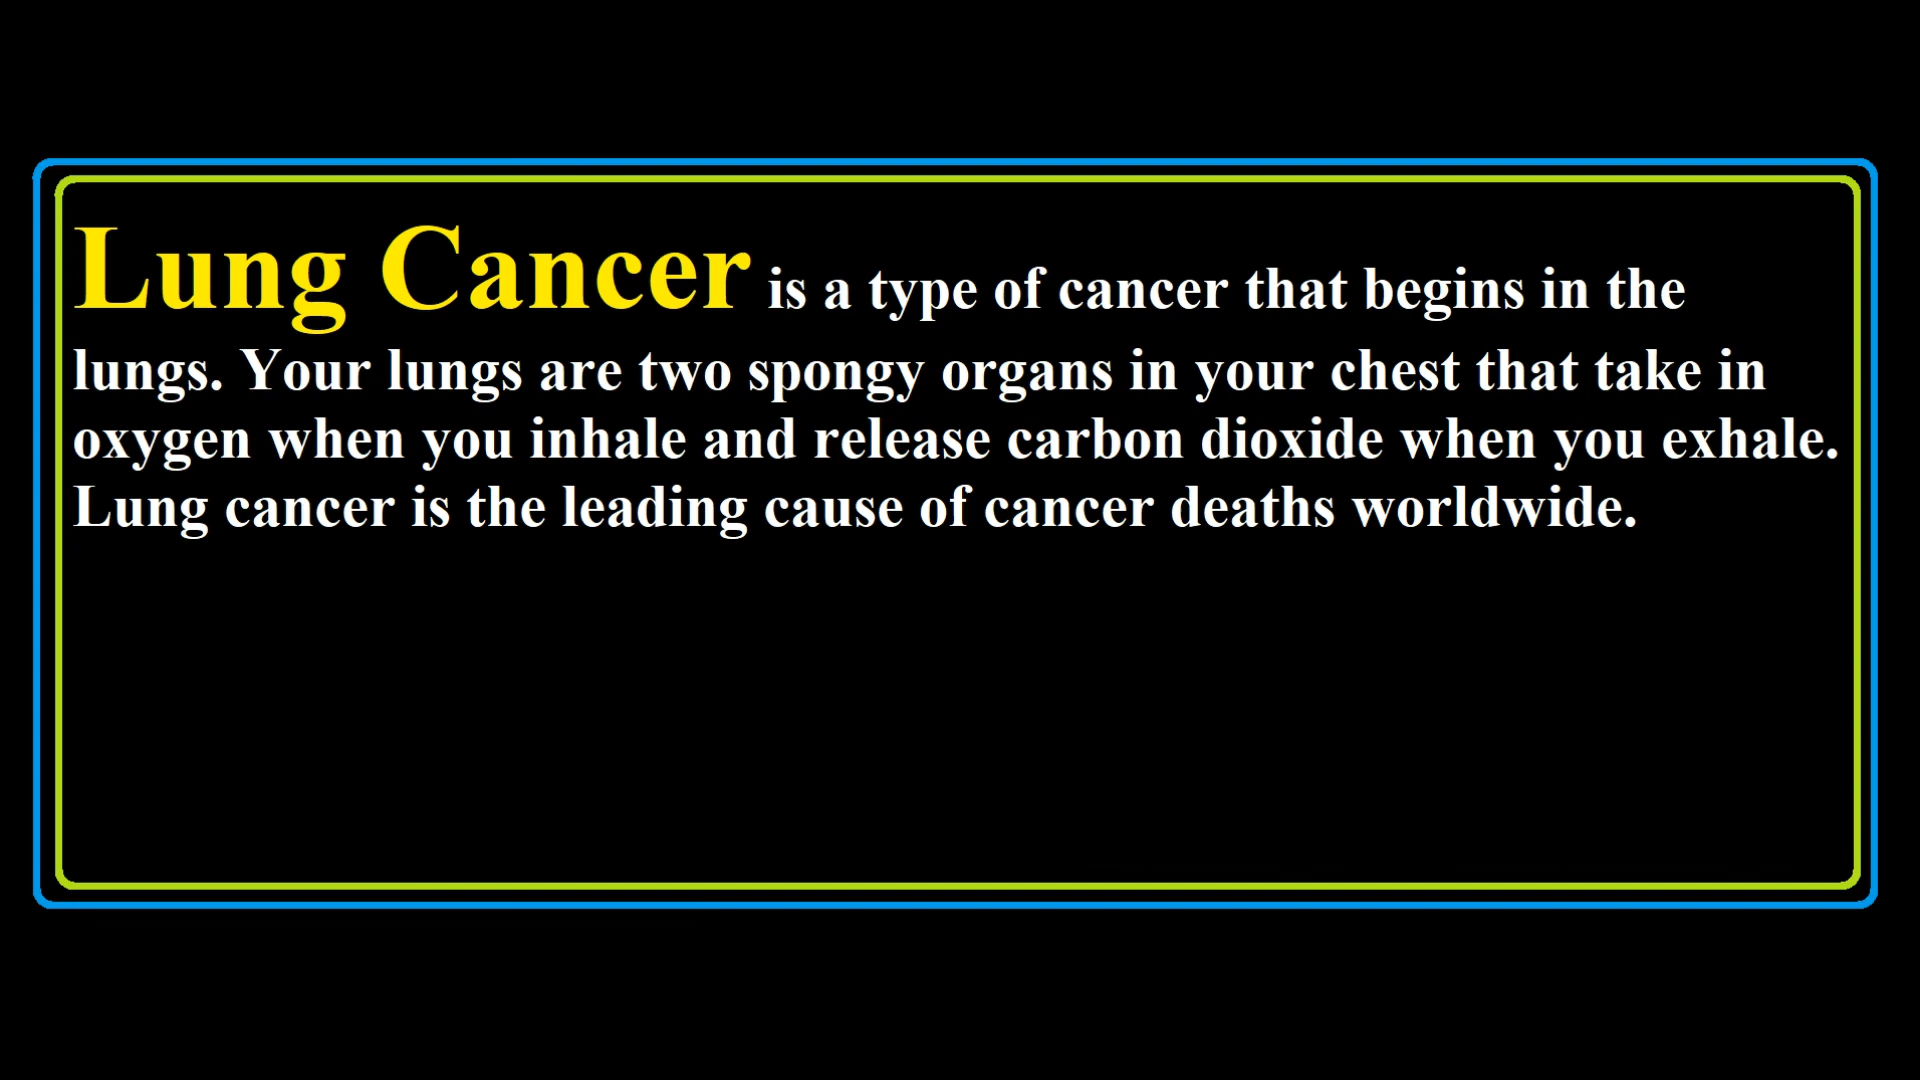 Lung Cancer is a type of cancer that begins in the
lungs. Your lungs are two spongy organs in your chest that take in
oxygen when you inhale and release carbon dioxide when you exhale.
Lung cancer is the leading cause of cancer deaths worldwide.